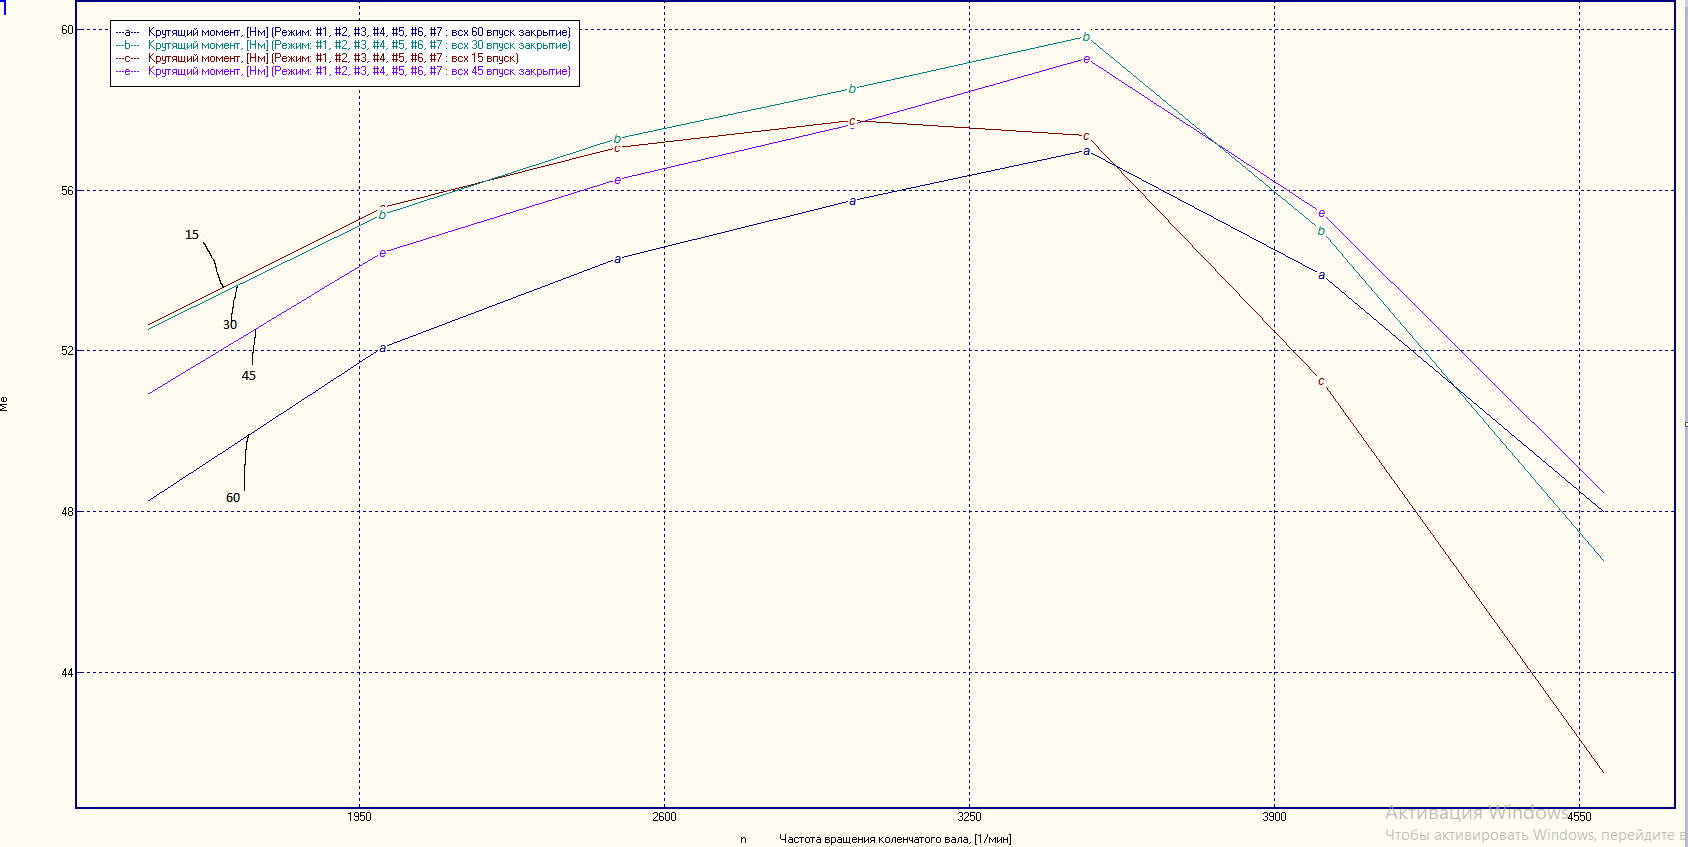 60
---a--- Крутящий момент, [Нм] (Режим: #1, #2, #3, #4, #5, #6, #7 : всх 60 впуск закрытие)
---b--- Крутящий момент, [Нм] (Режим: #1, #2, #3, #4, #5, #6, #7 : всх 30 впуск закрытие)
---c--- Крутящий момент, [Нм] (Режим: #1, #2, #3, #4, #5, #6, #7 : всх 15 впуск)
---e--- Крутящий момент, [Нм] (Режим: #1, #2, #3, #4, #5, #6, #7 : всх 45 впуск закрытие)
b
e
b
c
c
b
c
a
56
e
a
b
e
b
15
e
a
a
30
52
a
45
c
Me
60
48
44
1950 2600 3250 3900 4550
n Частота вращения коленчатого вала, [1/мин]
Активация Windows
Чтобы активировать Windows, перейдите в